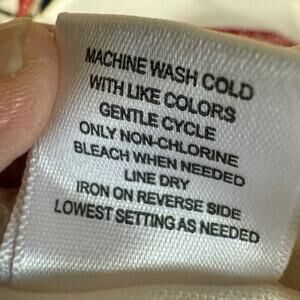 MACHINE WASH COLD
WITH LIKE COLORS
GENTLE CYCLE
ONLY NON-CHLORINE
BLEACH WHEN NEEDED
LINE DRY
IRON ON REVERSE SIDE
LOWEST SETTING AS NEEDED